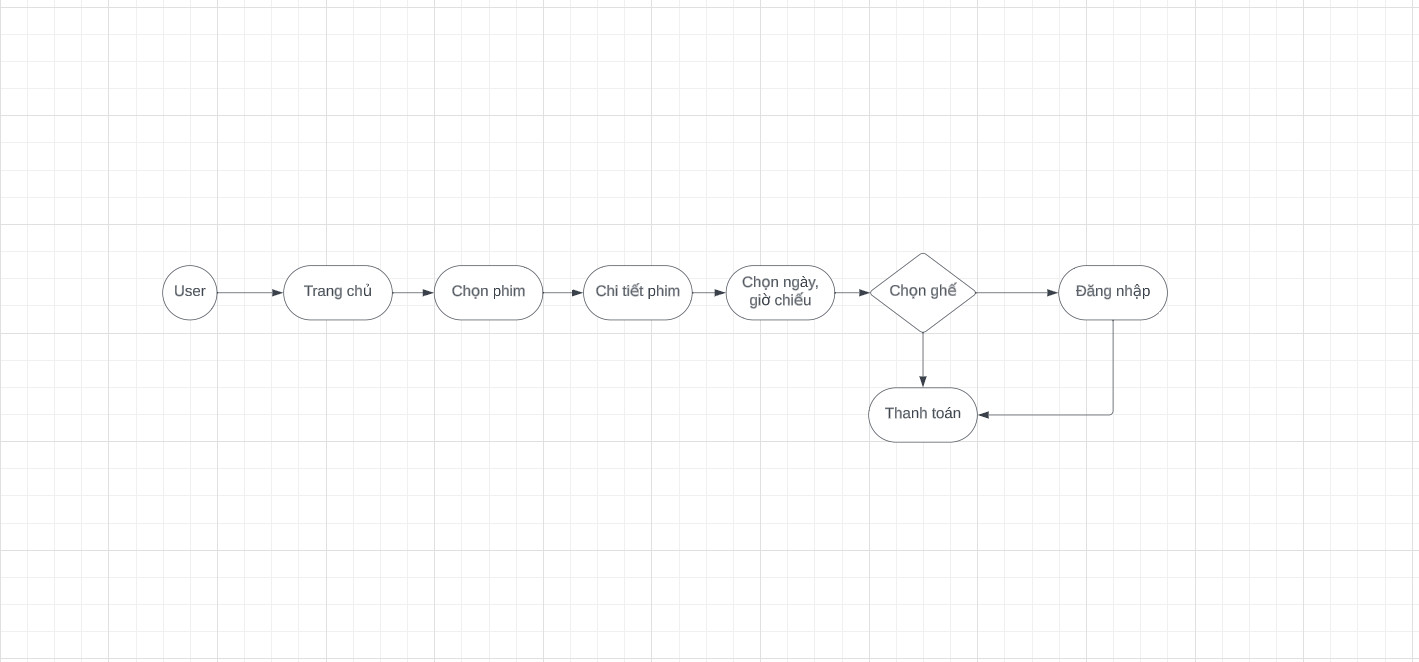 User
Trang chủ
Chọn phim
Chi tiết phim
Chọn ngày,
giờ chiếu
Chọn ghế
Đăng nhập
Thanh toán